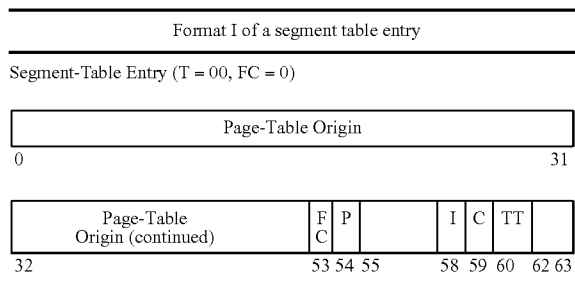 Format I of a segment table entry
Segment-Table Entry (T = 00, FC = 0)
Page-Table Origin
0 31
Page-Table F P I C TT
Origin (continued) C
32 53 54 55 58 59 60 62 63